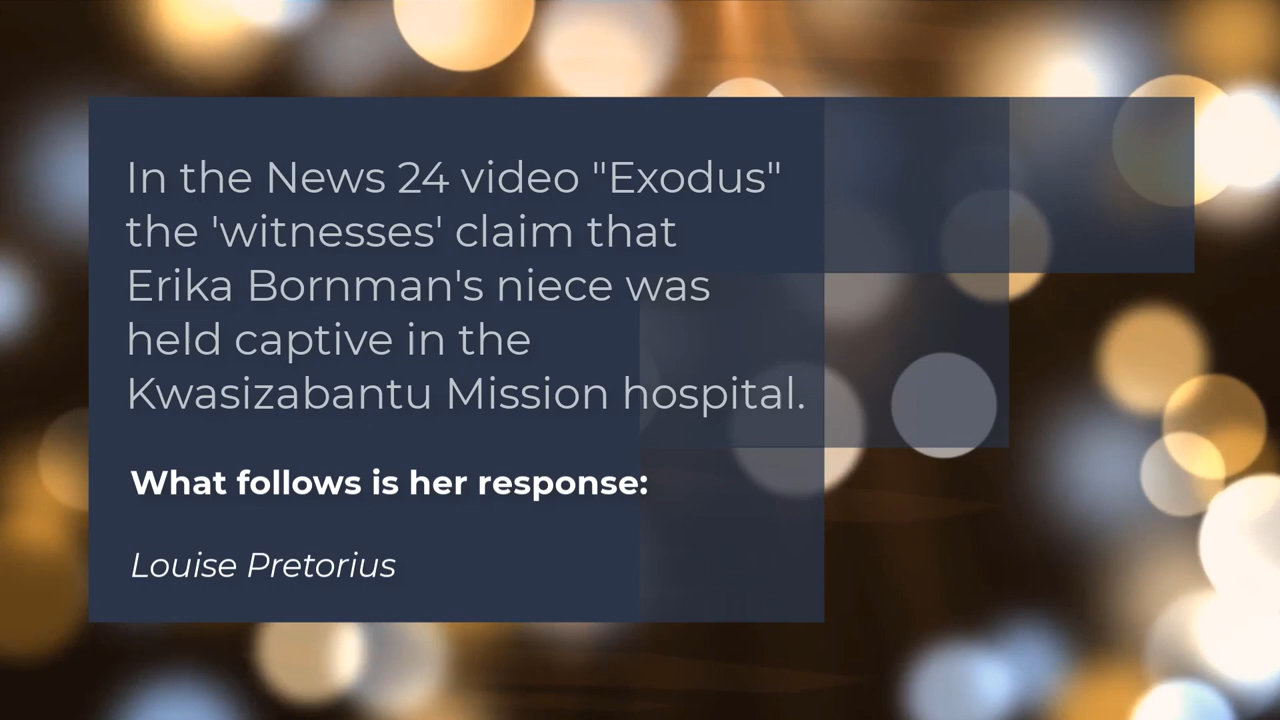 In the News 24 video "Exodus"
the 'witnesses' claim that
Erika Bornman's niece was
held captive in the
Kwasizabantu Mission hospital.
What follows is her response:
Louise Pretorius